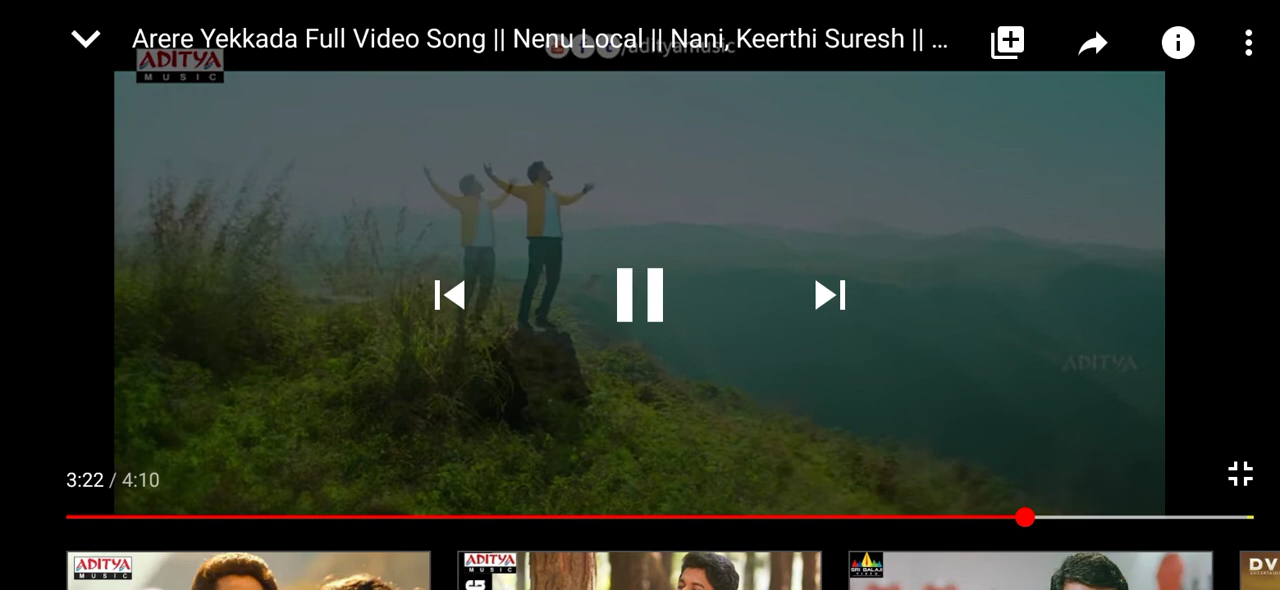 Arere Yekkada Full Video Song || Nenu Local || Nani, Keerthi Suresh || ...
/adityamusic
ADITYA
MUSIC
ADITYA
3:22 / 4:10
ADITYA
MUSIC
ADITYA
MUSIC
G
SRI BALAJI
VIDEO
DV